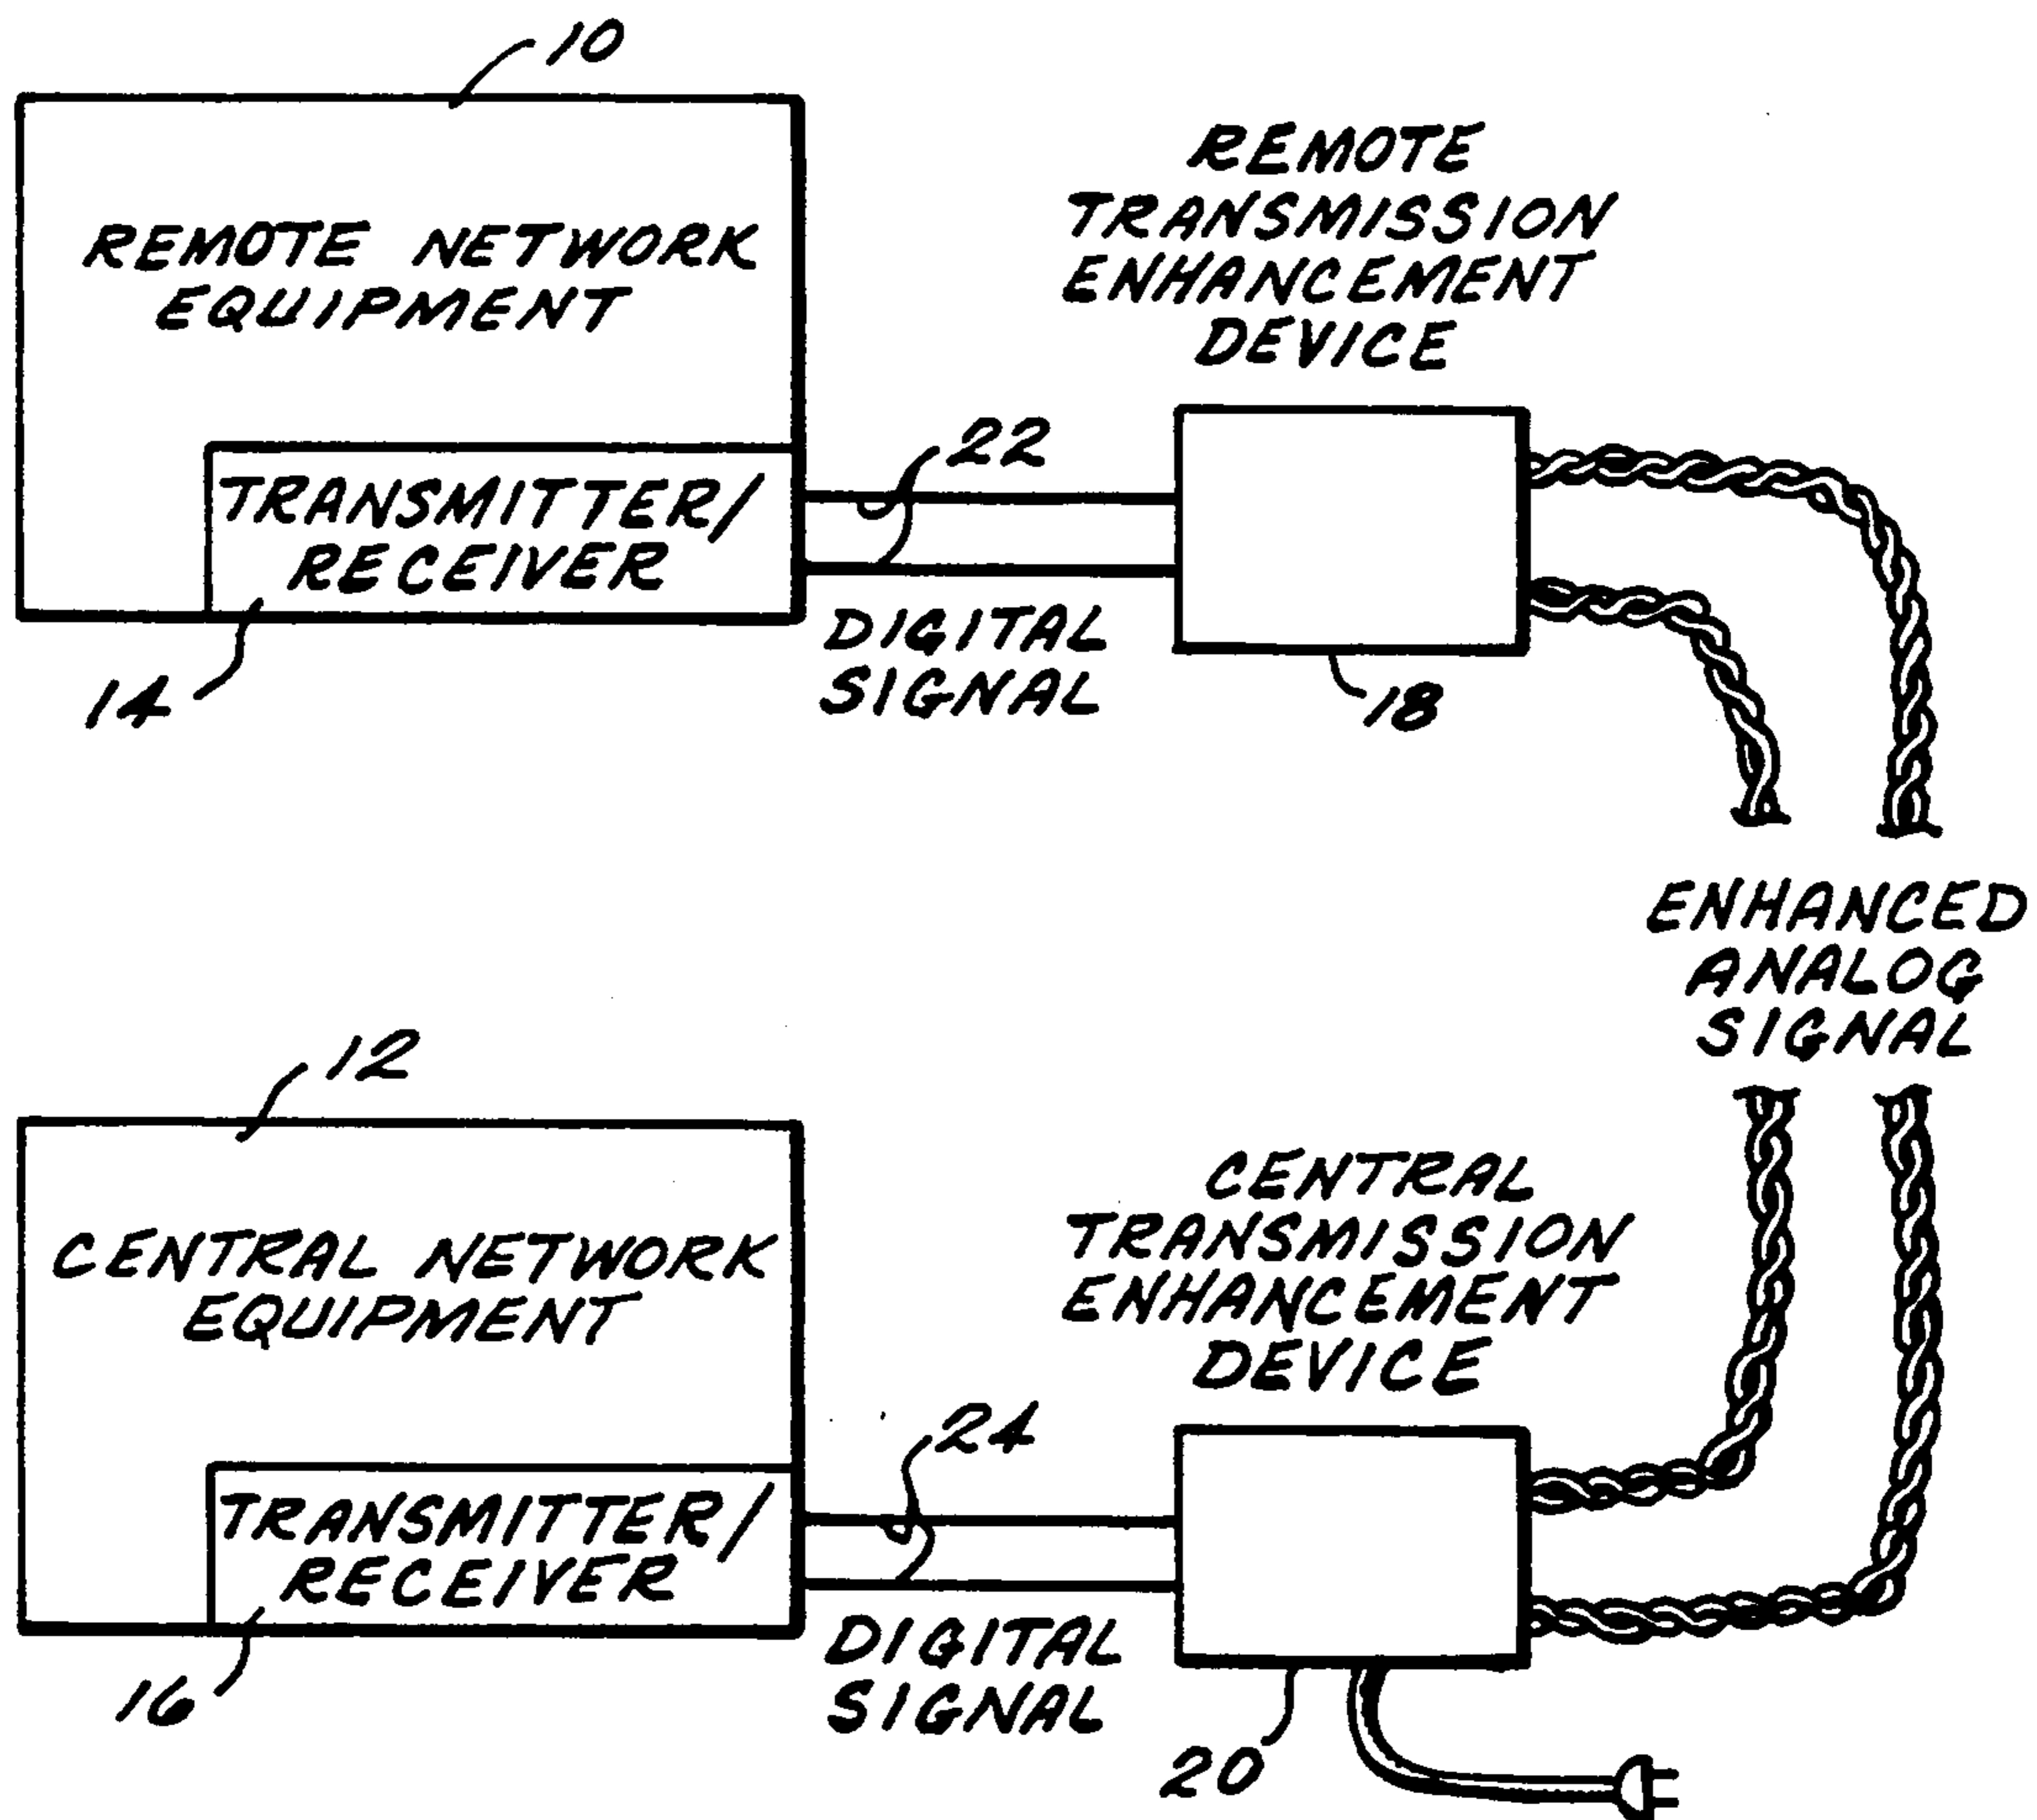 10
REMOTE NETWORK
EQUIPMENT
TRANSMITTER/
RECEIVER
14
22
DIGITAL
SIGNAL
REMOTE
TRANSMISSION
ENHANCEMENT
DEVICE
18
ENHANCED
ANALOG
SIGNAL
12
CENTRAL NETWORK
EQUIPMENT
TRANSMITTER/
RECEIVER
16
24
DIGITAL
SIGNAL
CENTRAL
TRANSMISSION
ENHANCEMENT
DEVICE
20